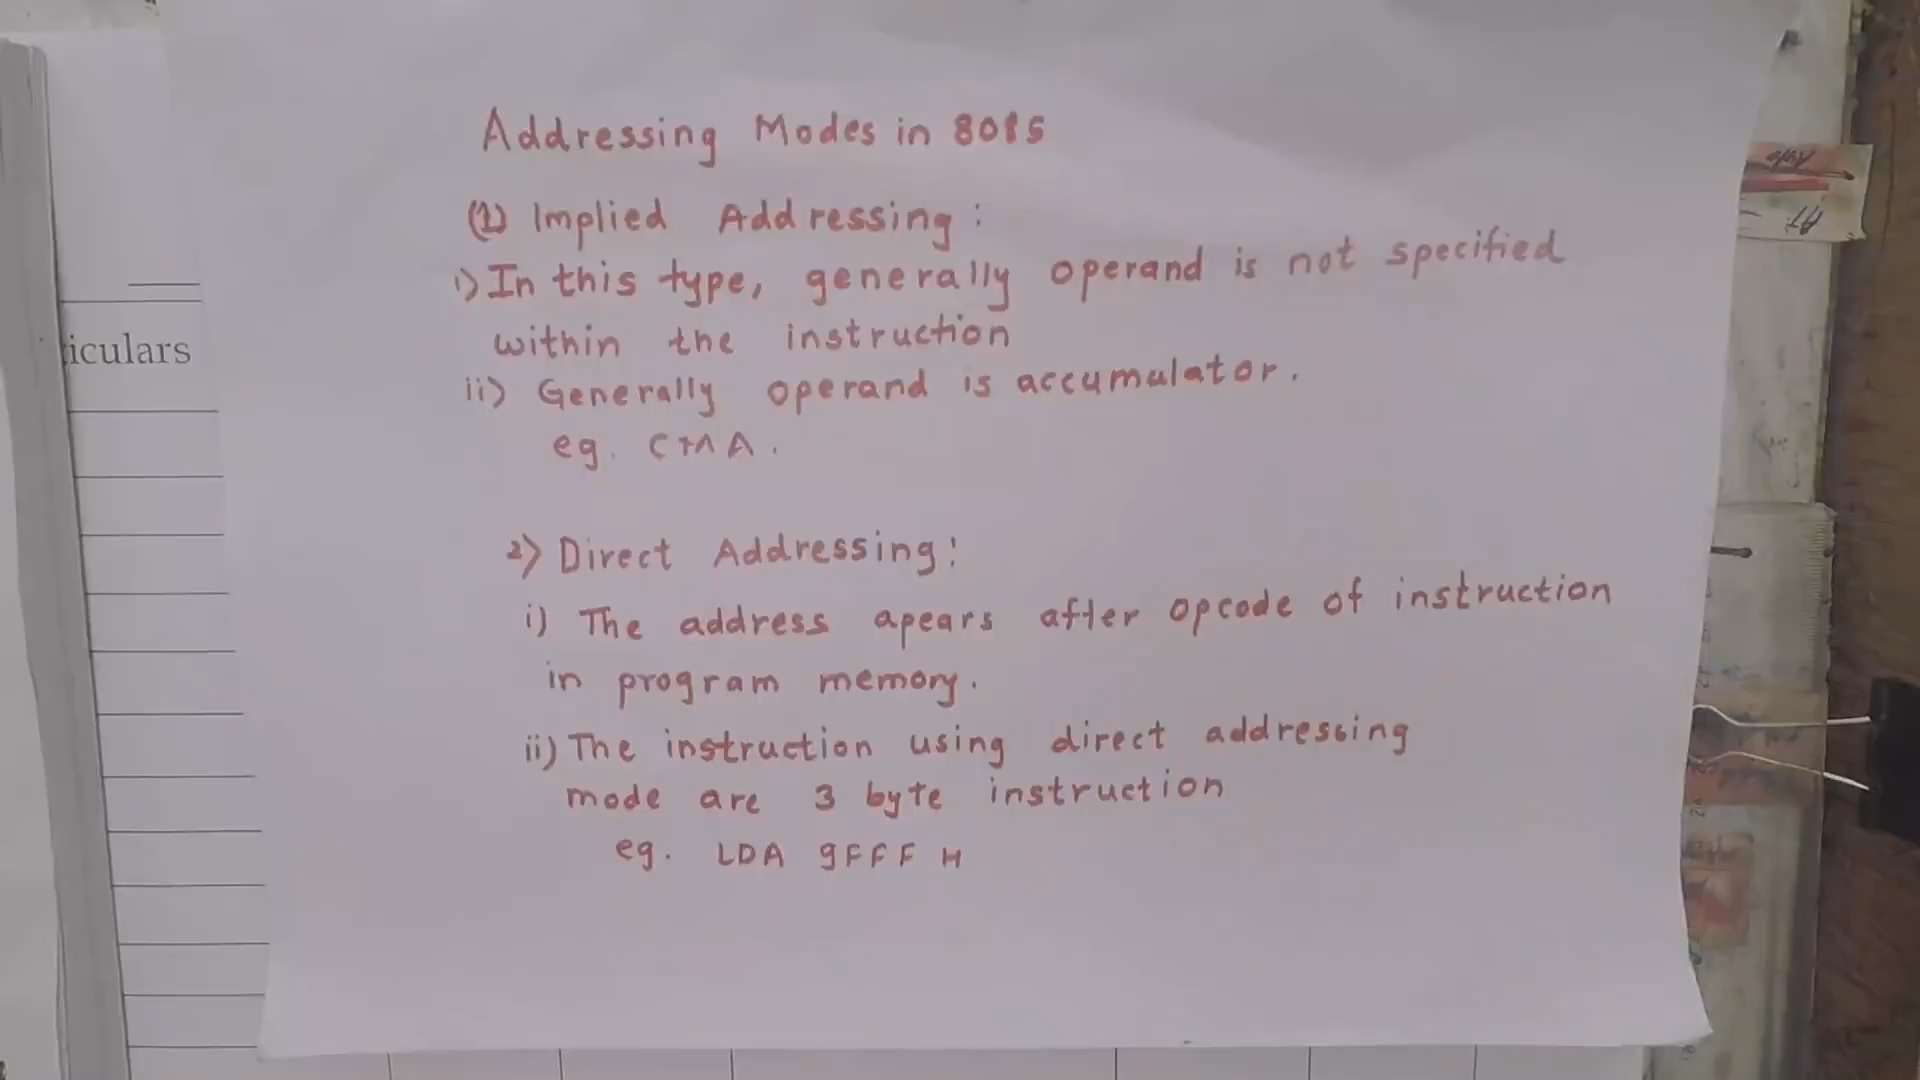 Addressing Modes in 8085
(1) Implied Addressing:
i) In this type, generally operand is not specified
within the instruction
ii) Generally operand is accumulator.
eg. CMA.
2) Direct Addressing:
i) The address apears after opcode of instruction
in program memory.
ii) The instruction using direct addressing
mode are 3 byte instruction
eg. LDA 9FFF H
iculars